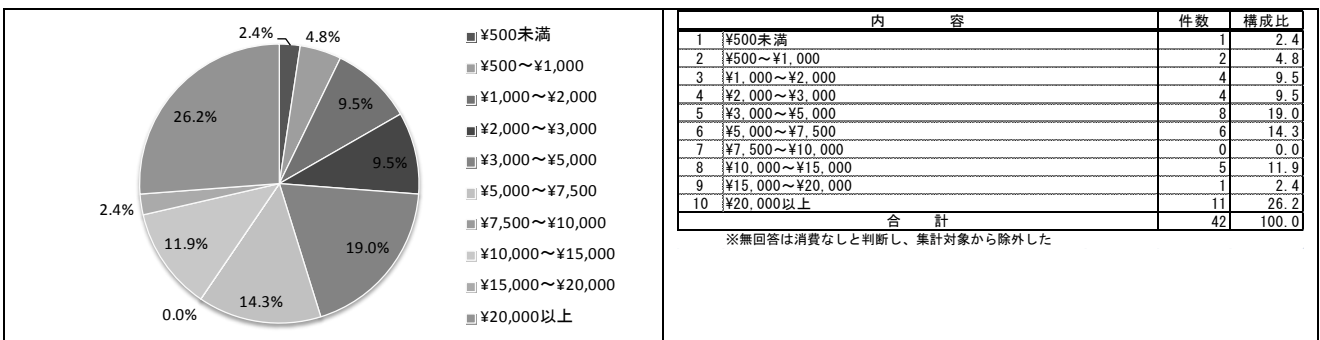 2.4%
4.8%
9.5%
9.5%
19.0%
14.3%
0.0%
11.9%
2.4%
26.2%
¥500未満
¥500～¥1,000
¥1,000～¥2,000
¥2,000～¥3,000
¥3,000～¥5,000
¥5,000～¥7,500
¥7,500～¥10,000
¥10,000～¥15,000
¥15,000～¥20,000
¥20,000以上
内 容 件数 構成比
1 ¥500未満 1 2.4
2 ¥500～¥1,000 2 4.8
3 ¥1,000～¥2,000 4 9.5
4 ¥2,000～¥3,000 4 9.5
5 ¥3,000～¥5,000 8 19.0
6 ¥5,000～¥7,500 6 14.3
7 ¥7,500～¥10,000 0 0.0
8 ¥10,000～¥15,000 5 11.9
9 ¥15,000～¥20,000 1 2.4
10 ¥20,000以上 11 26.2
合 計 42 100.0
※無回答は消費なしと判断し、集計対象から除外した